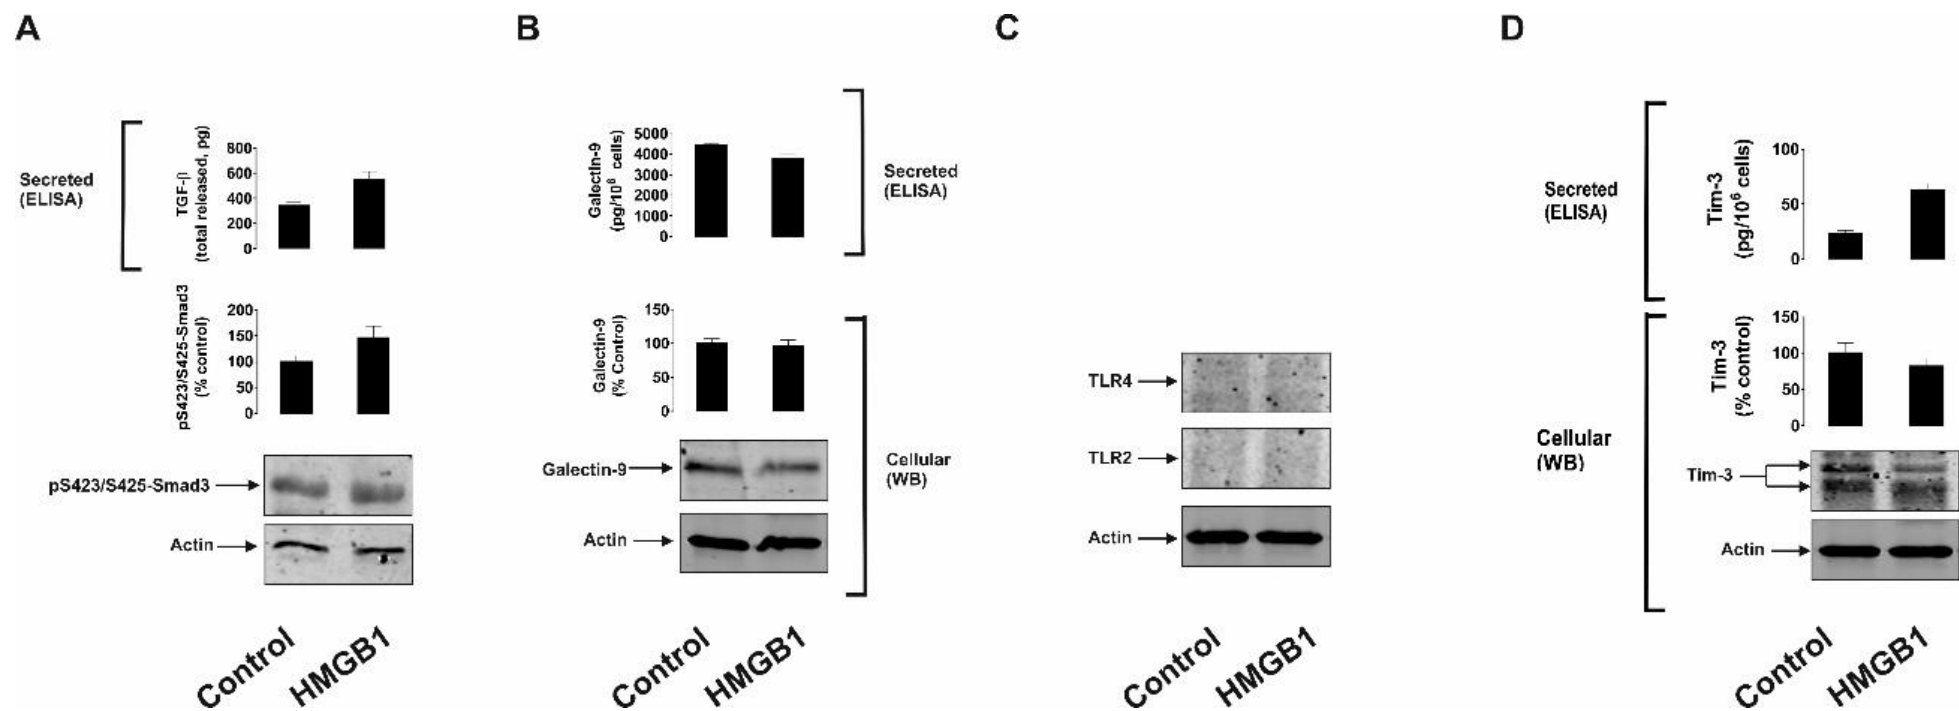 A
Secreted
(ELISA)
TGF-β
(total released, pg)
800
600
400
200
0
pS423/S425-Smad3
(% control)
200
150
100
50
0
pS423/S425-Smad3
Actin
Control
HMGB1
B
Galectin-9
(pg/10⁶ cells)
5000
4000
3000
2000
1000
0
Secreted
(ELISA)
Galectin-9
(% Control)
150
100
50
0
Galectin-9
Actin
Cellular
(WB)
Control
HMGB1
C
TLR4
TLR2
Actin
Control
HMGB1
D
Secreted
(ELISA)
Tim-3
(pg/10⁶ cells)
100
50
0
Tim-3
(% control)
150
100
50
0
Cellular
(WB)
Tim-3
Actin
Control
HMGB1